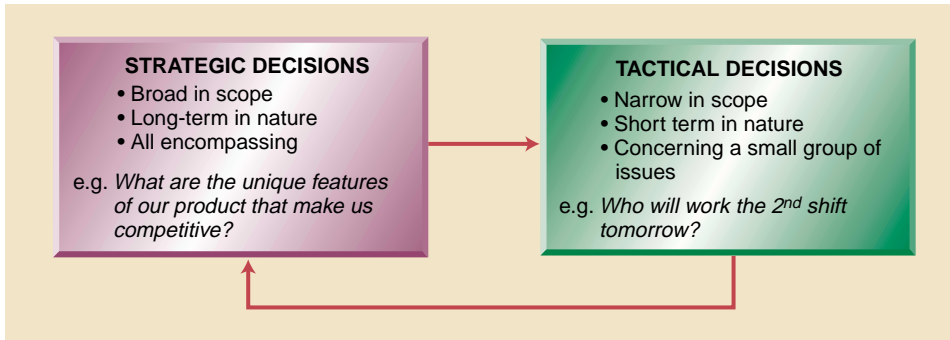 STRATEGIC DECISIONS
• Broad in scope
• Long-term in nature
• All encompassing
e.g. What are the unique features
of our product that make us
competitive?
TACTICAL DECISIONS
• Narrow in scope
• Short term in nature
• Concerning a small group of
issues
e.g. Who will work the 2nd shift
tomorrow?